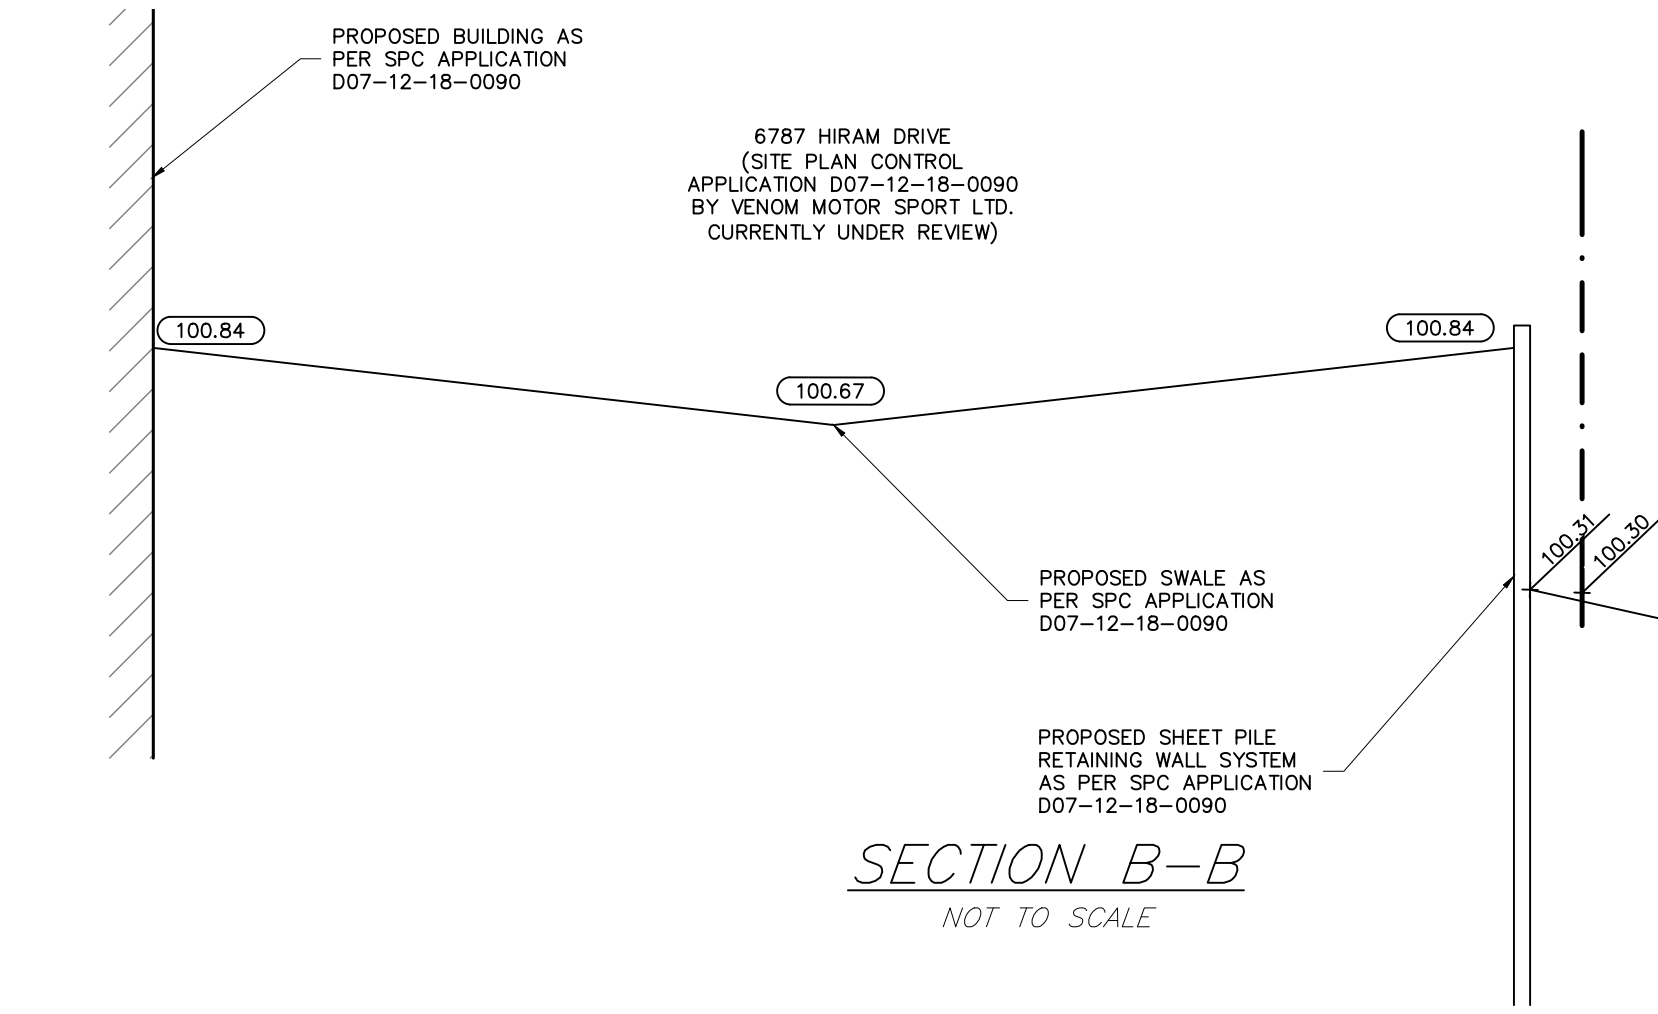 PROPOSED BUILDING AS
PER SPC APPLICATION
D07-12-18-0090
6787 HIRAM DRIVE
(SITE PLAN CONTROL
APPLICATION D07-12-18-0090
BY VENOM MOTOR SPORT LTD.
CURRENTLY UNDER REVIEW)
100.84
100.84
100.67
100.31
100.30
PROPOSED SWALE AS
PER SPC APPLICATION
D07-12-18-0090
PROPOSED SHEET PILE
RETAINING WALL SYSTEM
AS PER SPC APPLICATION
D07-12-18-0090
SECTION B-B
NOT TO SCALE